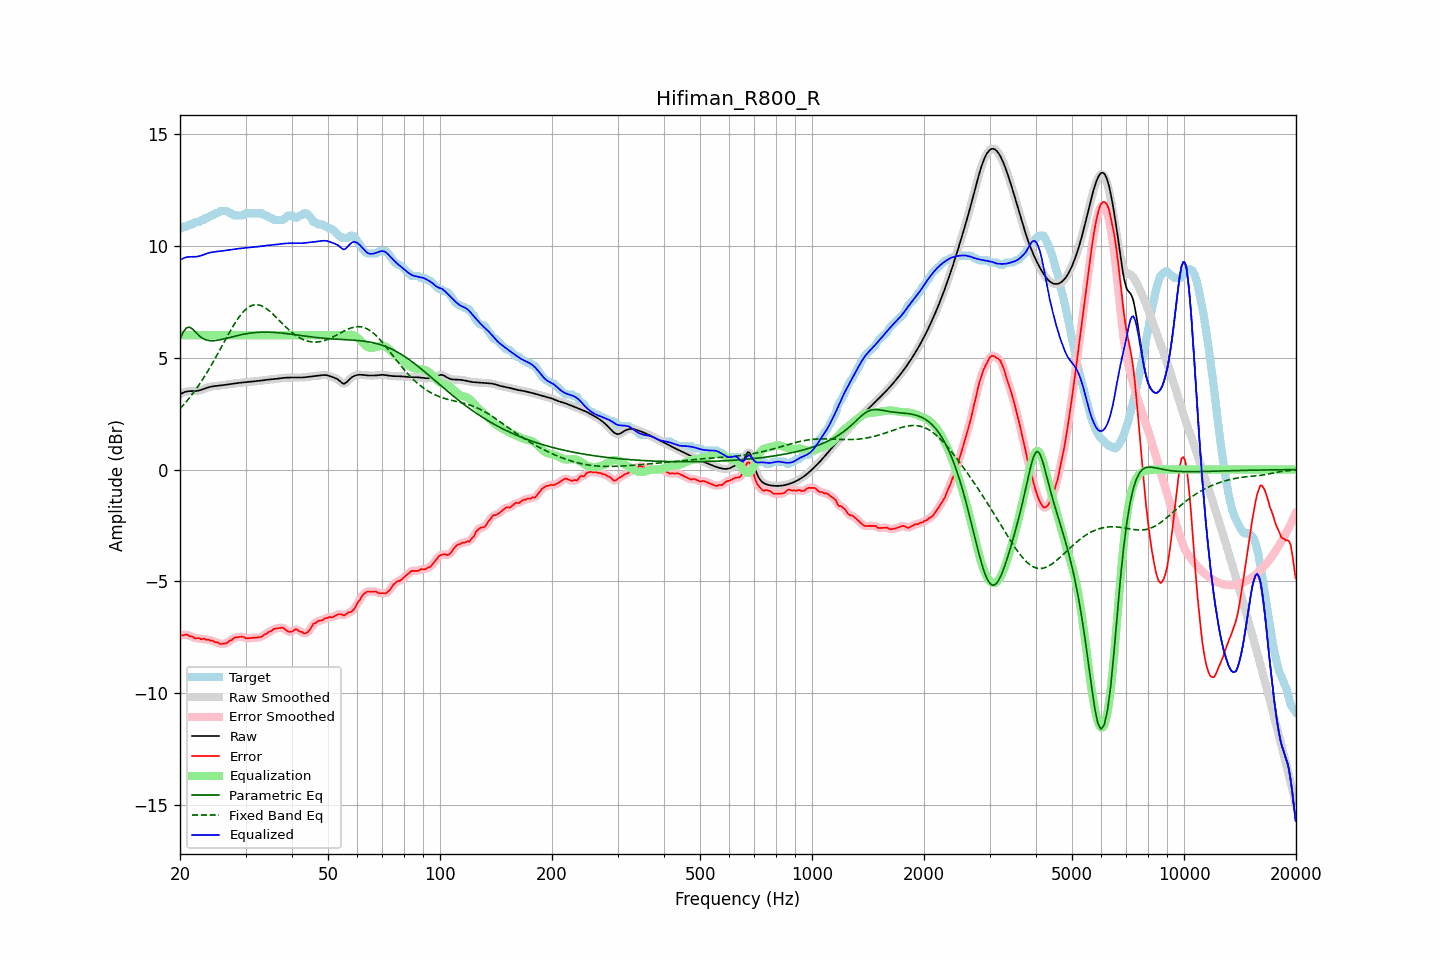 Hifiman_R800_R
Amplitude (dBr)
15
10
5
0
−5
−10
−15
Target
Raw Smoothed
Error Smoothed
Raw
Error
Equalization
Parametric Eq
Fixed Band Eq
Equalized
20
50
100
200
500
1000
2000
5000
10000
20000
Frequency (Hz)